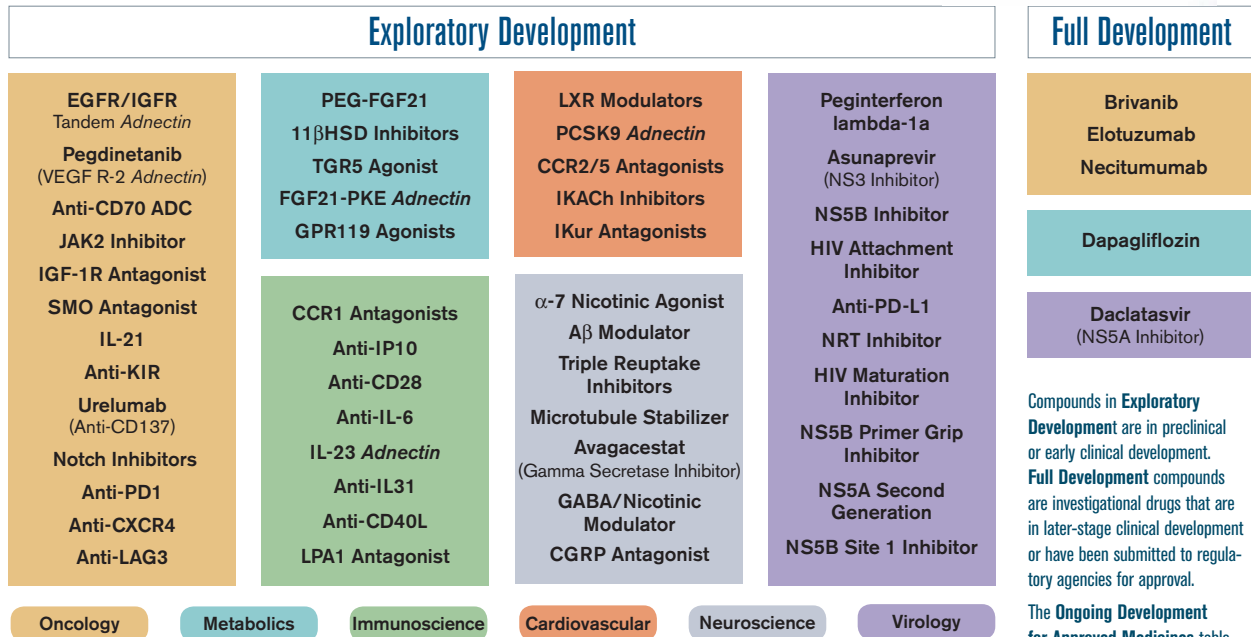 Exploratory Development
EGFR/IGFR
Tandem Adnectin
Pegdinetanib
(VEGF R-2 Adnectin)
Anti-CD70 ADC
JAK2 Inhibitor
IGF-1R Antagonist
SMO Antagonist
IL-21
Anti-KIR
Urelumab
(Anti-CD137)
Notch Inhibitors
Anti-PD1
Anti-CXCR4
Anti-LAG3
PEG-FGF21
11βHSD Inhibitors
TGR5 Agonist
FGF21-PKE Adnectin
GPR119 Agonists
CCR1 Antagonists
Anti-IP10
Anti-CD28
Anti-IL-6
IL-23 Adnectin
Anti-IL31
Anti-CD40L
LPA1 Antagonist
LXR Modulators
PCSK9 Adnectin
CCR2/5 Antagonists
IKACh Inhibitors
IKur Antagonists
α-7 Nicotinic Agonist
Aβ Modulator
Triple Reuptake
Inhibitors
Microtubule Stabilizer
Avagacestat
(Gamma Secretase Inhibitor)
GABA/Nicotinic
Modulator
CGRP Antagonist
Peginterferon
lambda-1a
Asunaprevir
(NS3 Inhibitor)
NS5B Inhibitor
HIV Attachment
Inhibitor
Anti-PD-L1
NRT Inhibitor
HIV Maturation
Inhibitor
NS5B Primer Grip
Inhibitor
NS5A Second
Generation
NS5B Site 1 Inhibitor
Full Development
Brivanib
Elotuzumab
Necitumumab
Dapagliflozin
Daclatasvir
(NS5A Inhibitor)
Compounds in Exploratory
Development are in preclinical
or early clinical development.
Full Development compounds
are investigational drugs that are
in later-stage clinical development
or have been submitted to regula-
tory agencies for approval.
The Ongoing Development
for Approved Medicines table
Oncology
Metabolics
Immunoscience
Cardiovascular
Neuroscience
Virology